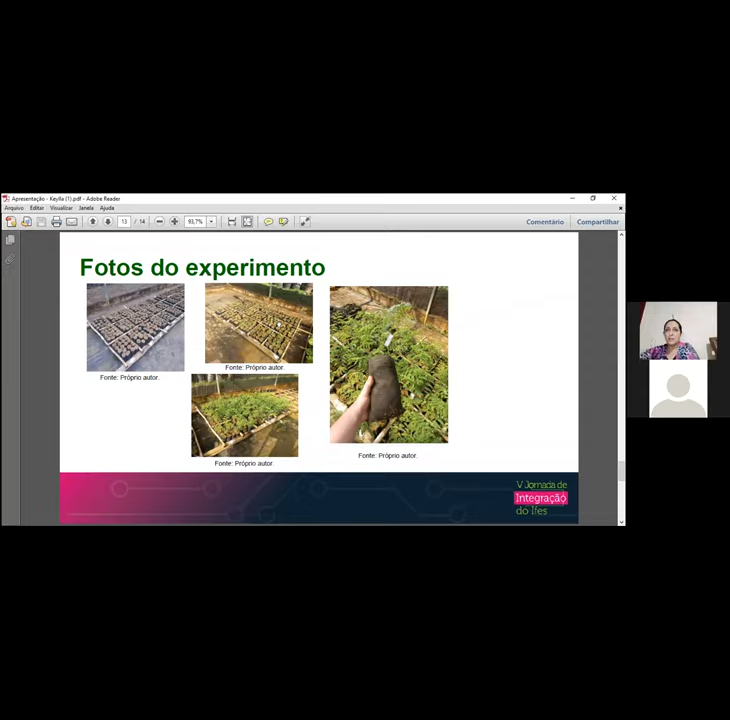 Apresentação - Keylla (1).pdf - Adobe Reader
Arquivo Editar Visualizar Janela Ajuda
13 / 14 93,7% Comentário Compartilhar
Fotos do experimento
Fonte: Próprio autor.
Fonte: Próprio autor.
Fonte: Próprio autor.
Fonte: Próprio autor
V Jornada de
Integração
do Ifes